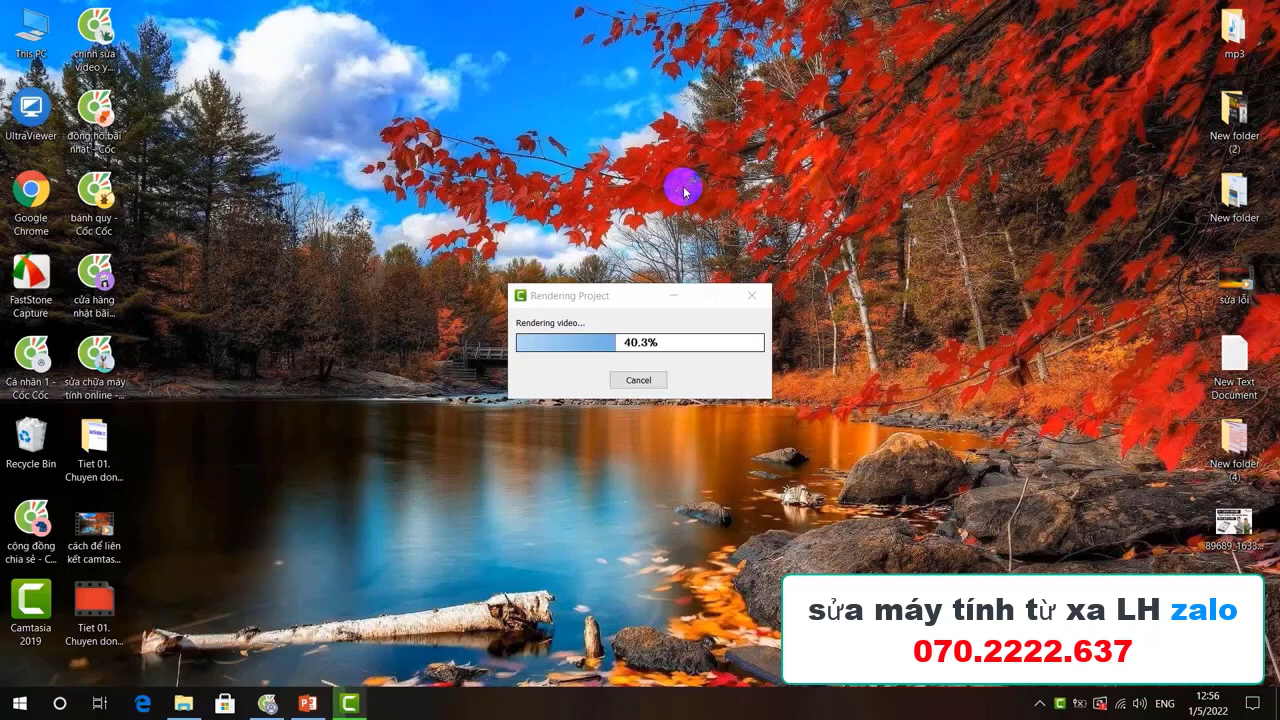 This PC
chỉnh sửa
video y...
UltraViewer
đồng hồ bãi
nhật - Cốc
Google
Chrome
bánh quy -
Cốc Cốc
FastStone
Capture
cửa hàng
nhật bãi...
Cá nhân 1 -
Cốc Cốc
sửa chữa máy
tính online -...
Recycle Bin
Tiet 01.
Chuyen don...
cộng đồng
chia sẻ - C...
cách để liên
kết camtas...
Camtasia
2019
Tiet 01.
Chuyen don...
Rendering Project
Rendering video...
40.3%
Cancel
mp3
New folder
(2)
New folder
sửa lỗi
New Text
Document
New folder
(4)
89689_1633...
sửa máy tính từ xa LH zalo
070.2222.637
ENG
12:56
1/5/2022